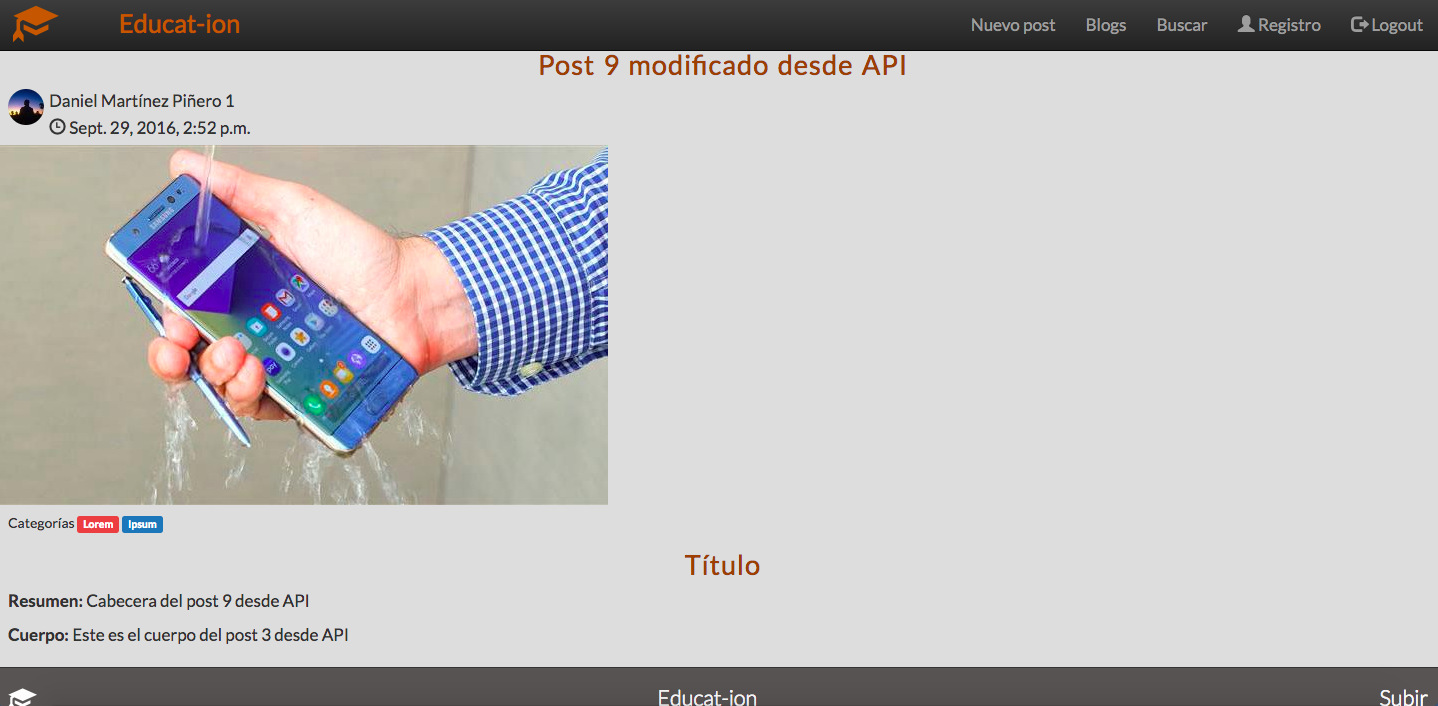 Educat-ion
Nuevo post Blogs Buscar Registro Logout
Post 9 modificado desde API
Daniel Martínez Piñero 1
Sept. 29, 2016, 2:52 p.m.
SAMSUNG
Google
Categorías Lorem Ipsum
Título
Resumen: Cabecera del post 9 desde API
Cuerpo: Este es el cuerpo del post 3 desde API
Educat-ion
Subir